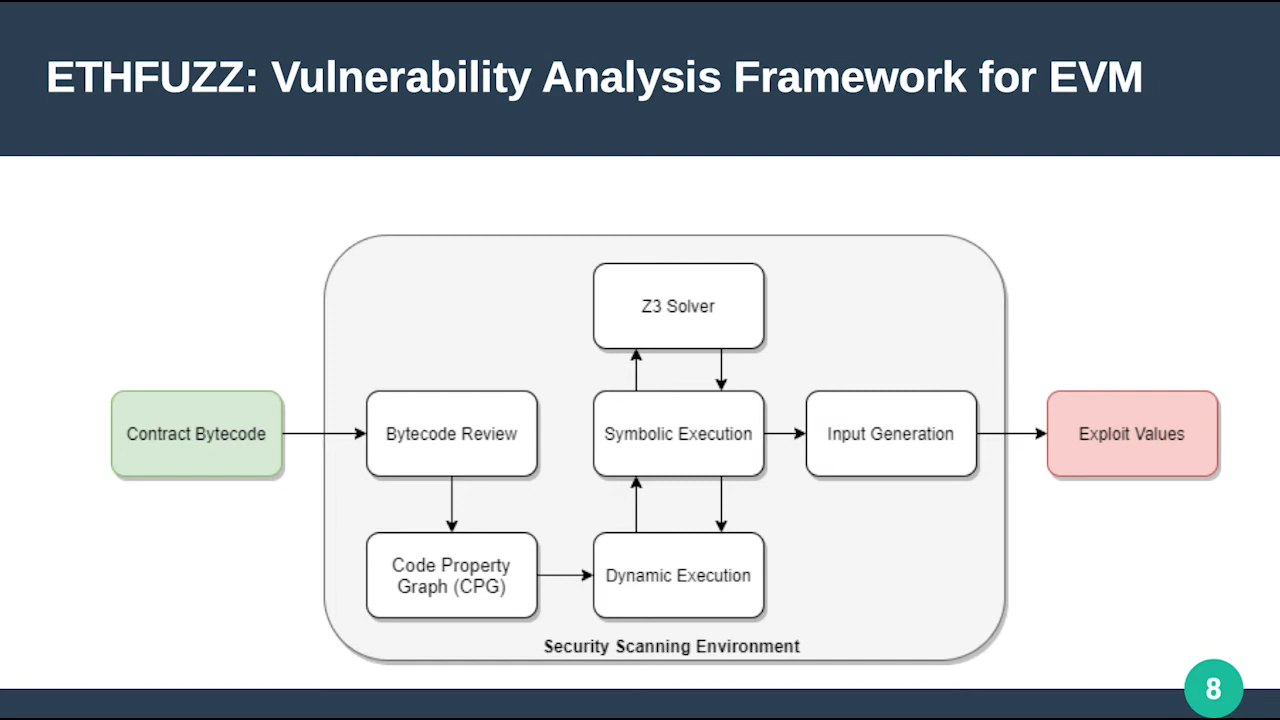 ETHFUZZ: Vulnerability Analysis Framework for EVM
Z3 Solver
Contract Bytecode
Bytecode Review
Symbolic Execution
Input Generation
Exploit Values
Code Property
Graph (CPG)
Dynamic Execution
Security Scanning Environment
8